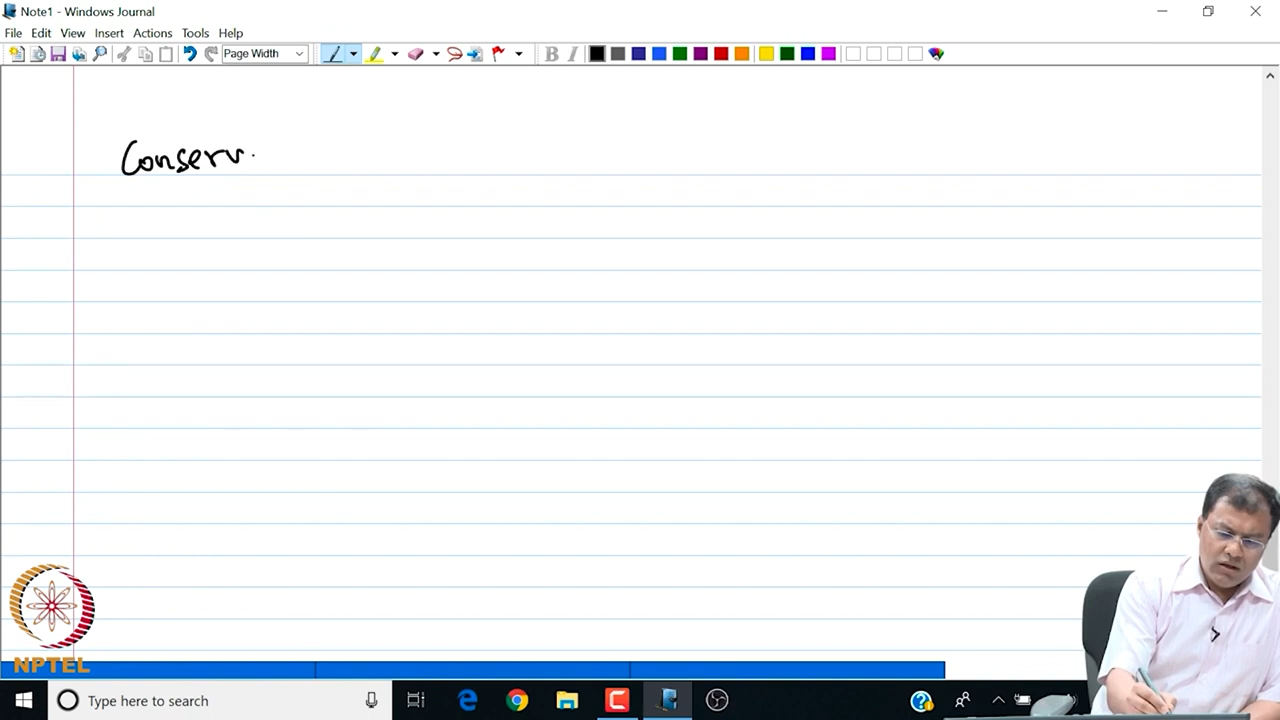 Note1 - Windows Journal
File Edit View Insert Actions Tools Help
Page Width
B I
Conserv
NPTEL
Type here to search